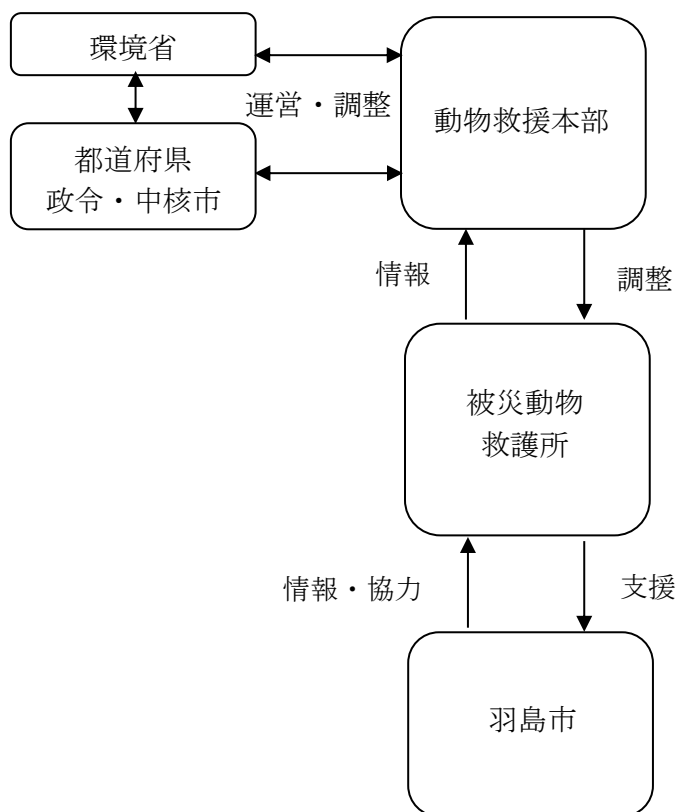 環境省
運営・調整
動物救援本部
都道府県
政令・中核市
情報
調整
被災動物
救護所
情報・協力
支援
羽島市